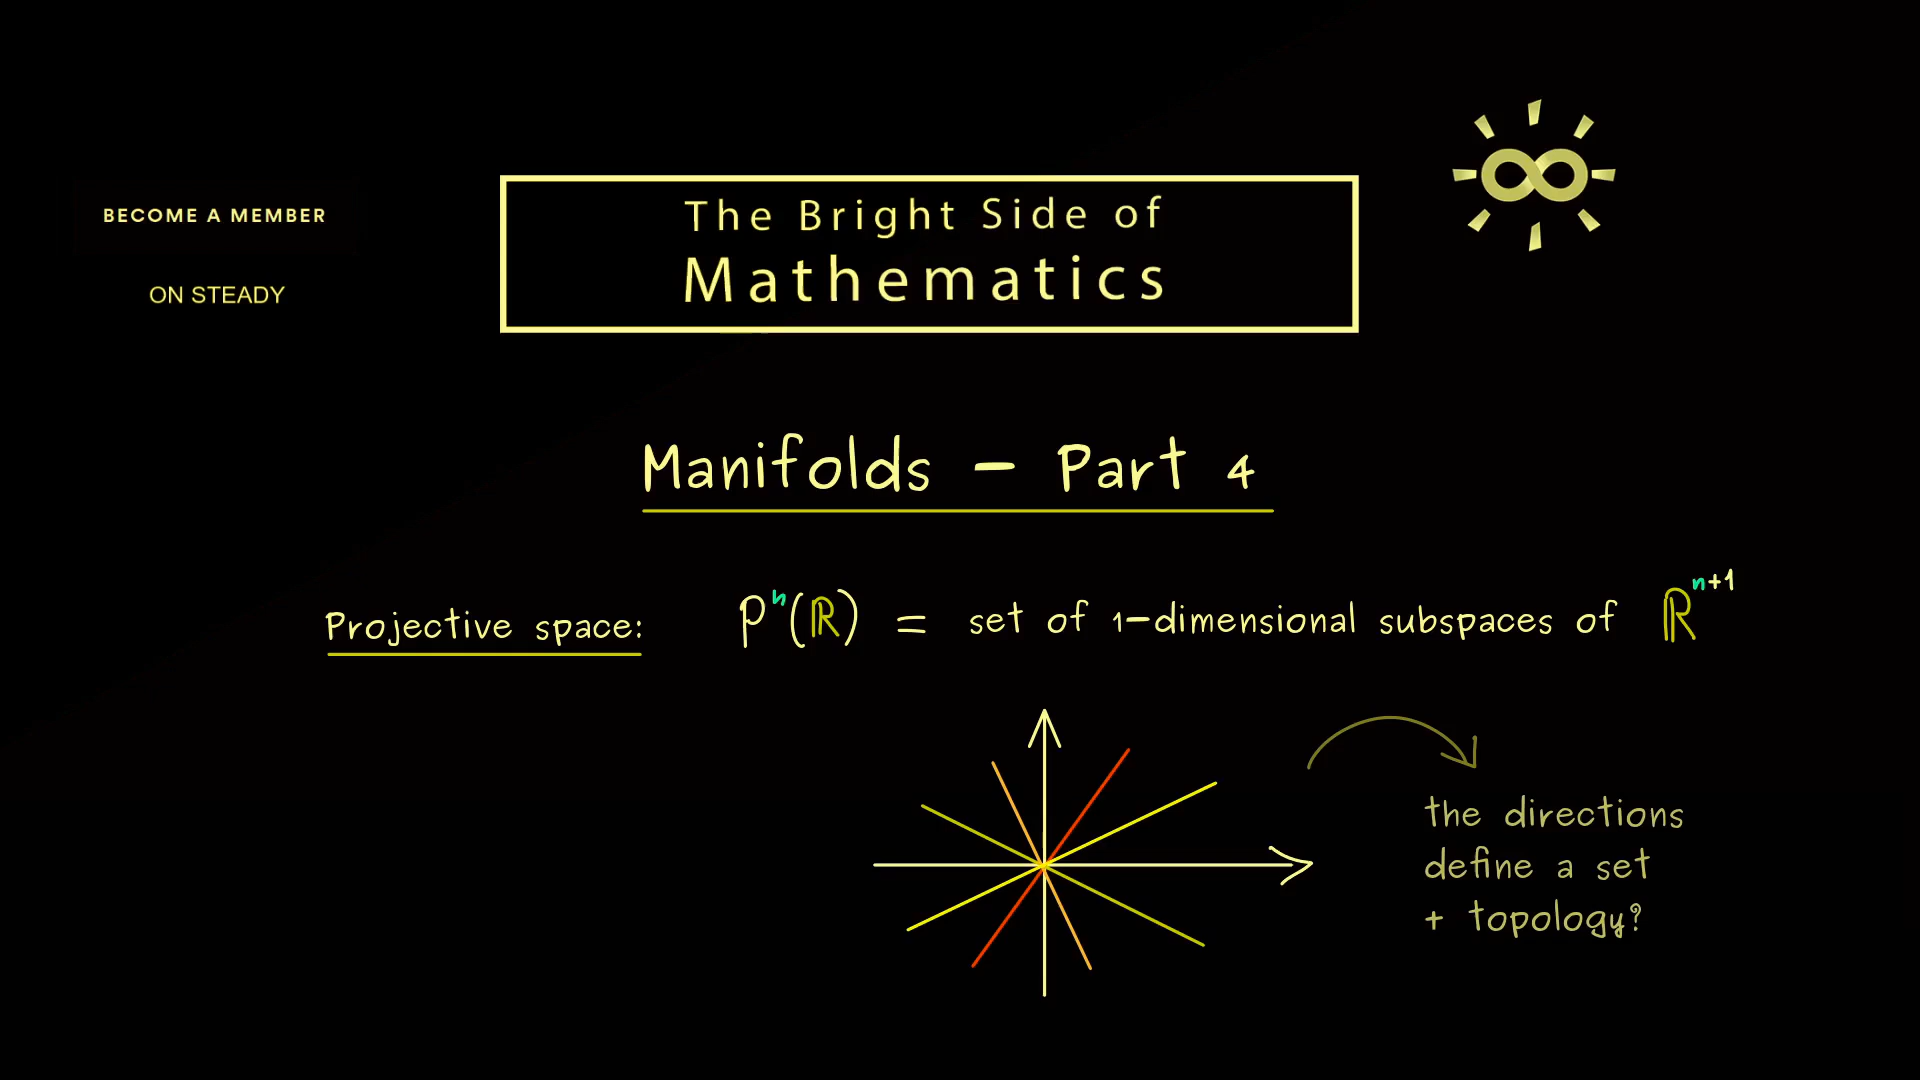 BECOME A MEMBER
ON STEADY
The Bright Side of
Mathematics
Manifolds - Part 4
Projective space: Pⁿ(ℝ) = set of 1-dimensional subspaces of ℝⁿ⁺¹
the directions
define a set
+ topology?